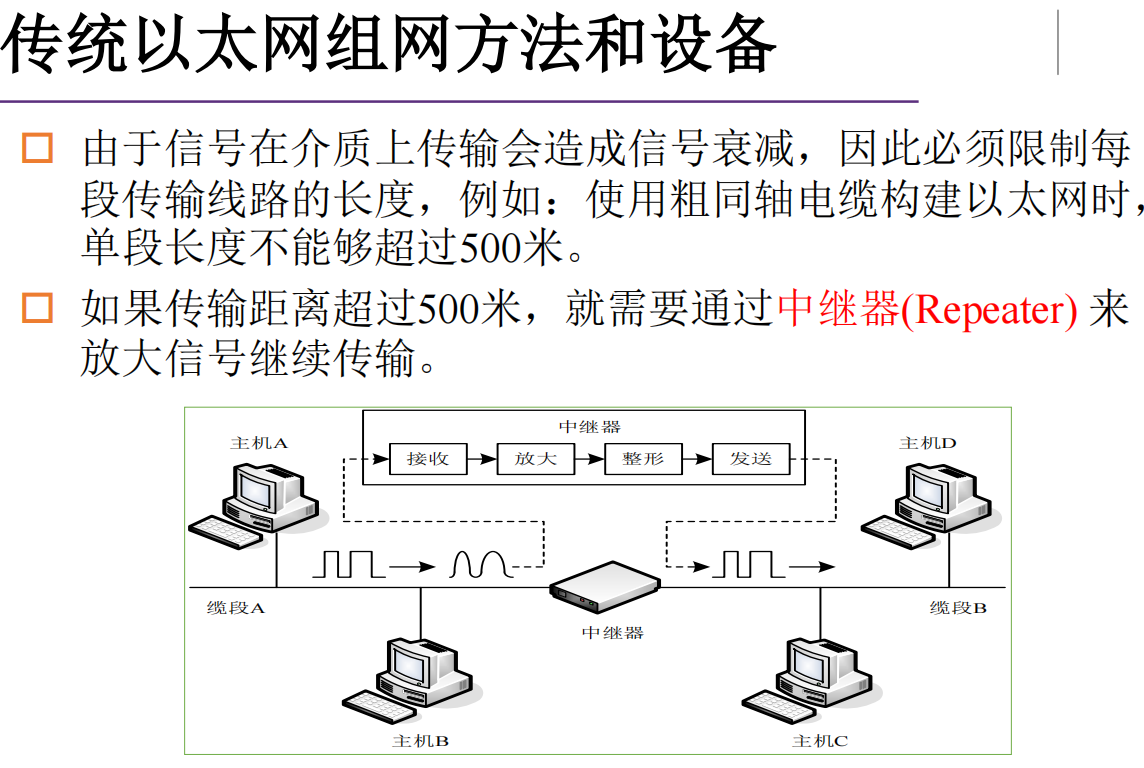 传统以太网组网方法和设备
由于信号在介质上传输会造成信号衰减，因此必须限制每
段传输线路的长度，例如：使用粗同轴电缆构建以太网时，
单段长度不能够超过500米。
如果传输距离超过500米，就需要通过中继器(Repeater) 来
放大信号继续传输。
中继器
主机A
主机D
接收
放大
整形
发送
缆段A
缆段B
中继器
主机B
主机C